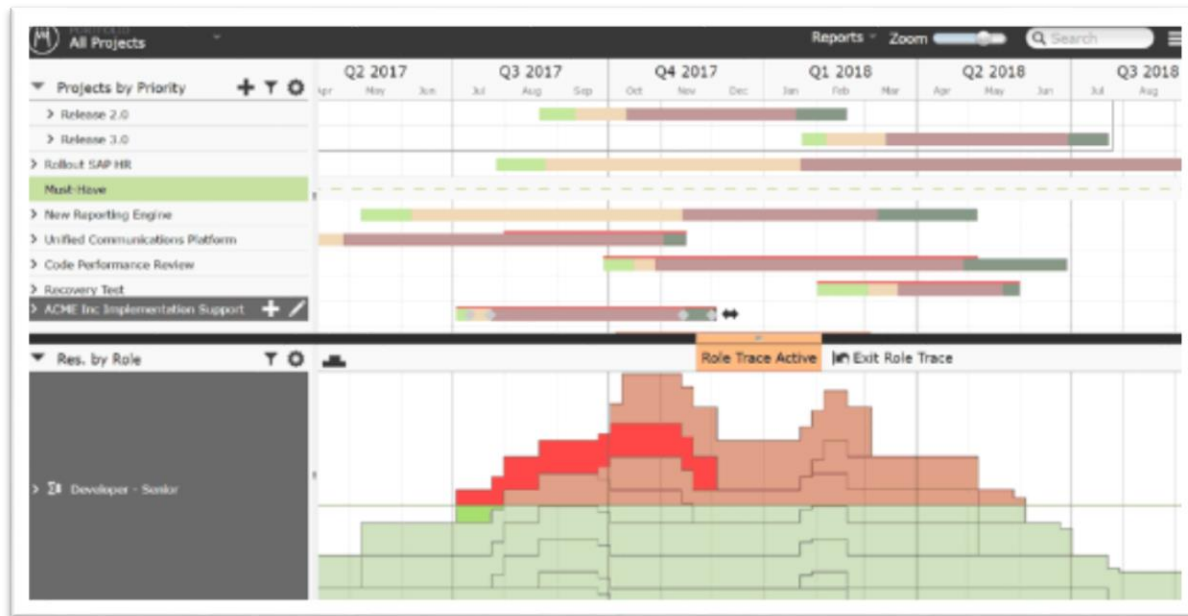 PORTFOLIO
All Projects
Reports
Zoom
Search
Projects by Priority
Q2 2017 Q3 2017 Q4 2017 Q1 2018 Q2 2018 Q3 2018
Apr May Jun Jul Aug Sep Oct Nov Dec Jan Feb Mar Apr May Jun Jul Aug
Release 2.0
Release 3.0
Rollout SAP HR
Must-Have
New Reporting Engine
Unified Communications Platform
Code Performance Review
Recovery Test
ACME Inc Implementation Support
Res. by Role
Role Trace Active
Exit Role Trace
Developer - Senior